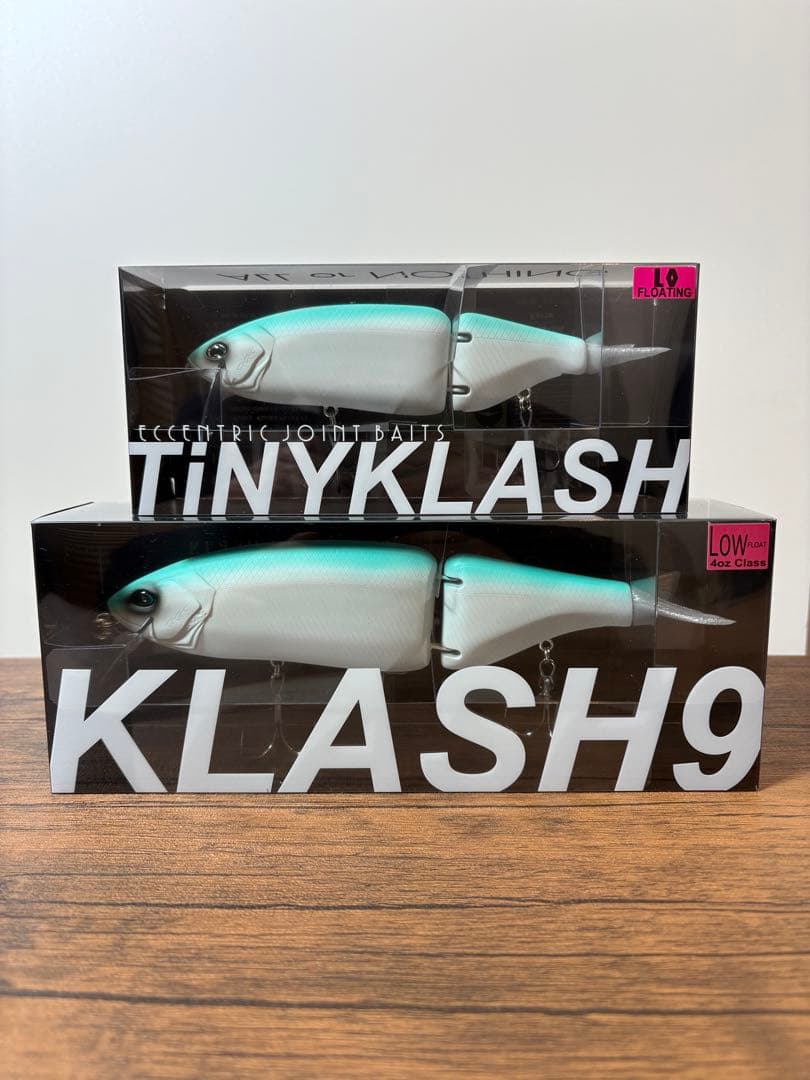 ALL or NOTHING.
LO
FLOATING
ECCENTRIC JOINT BAITS
TiNYKLASH
LOW FLOAT
4oz Class
KLASH9